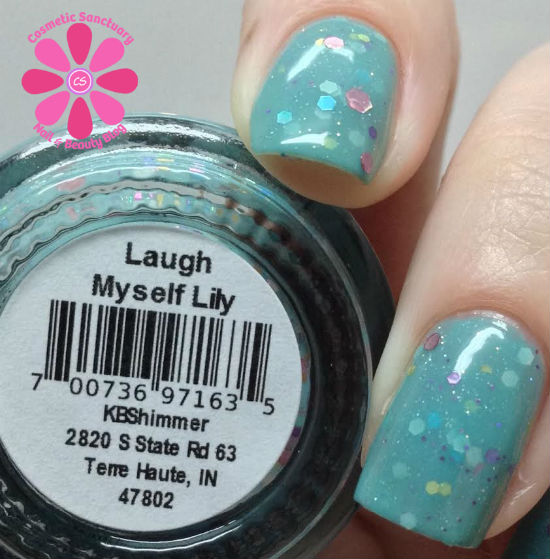 Cosmetic Sanctuary
CS
Nail & Beauty Blog
Laugh
Myself Lily
7 00736 97163 5
KBShimmer
2820 S State Rd 63
Terre Haute, IN
47802